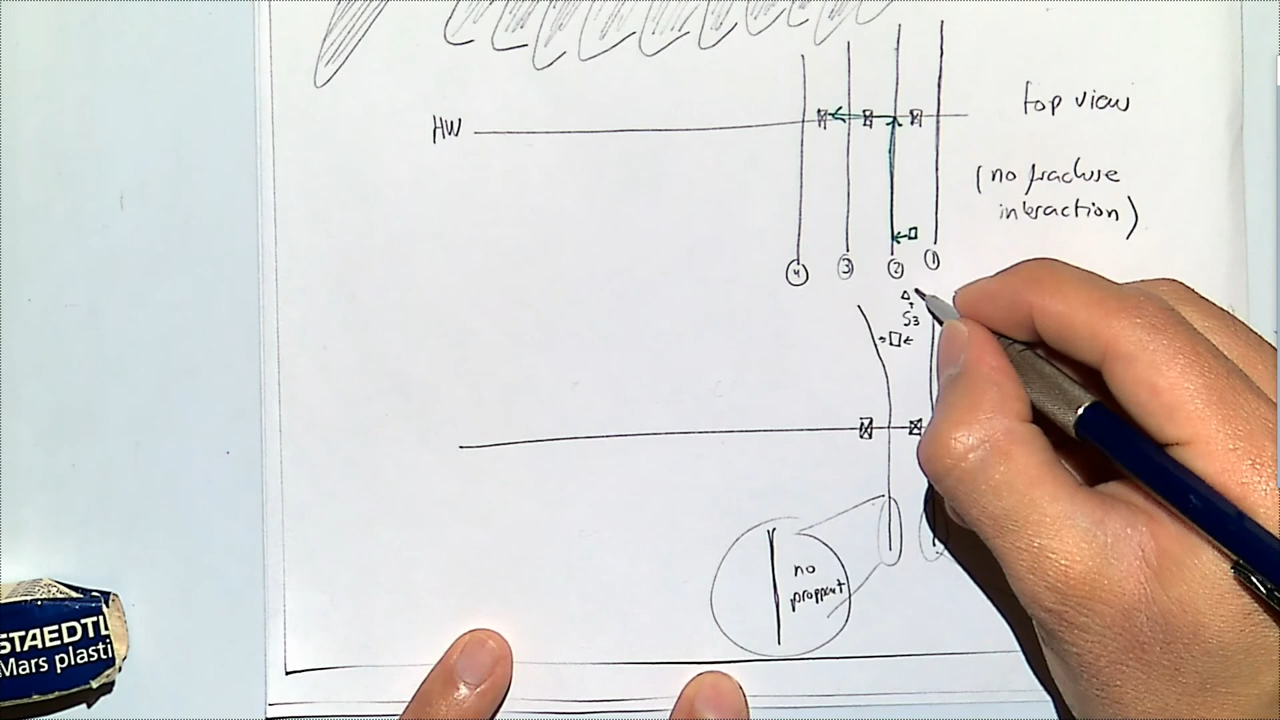 HW
top view
(no fracture
interaction)
4
3
2
1
S3
no
proppant
STAEDTL
Mars plasti